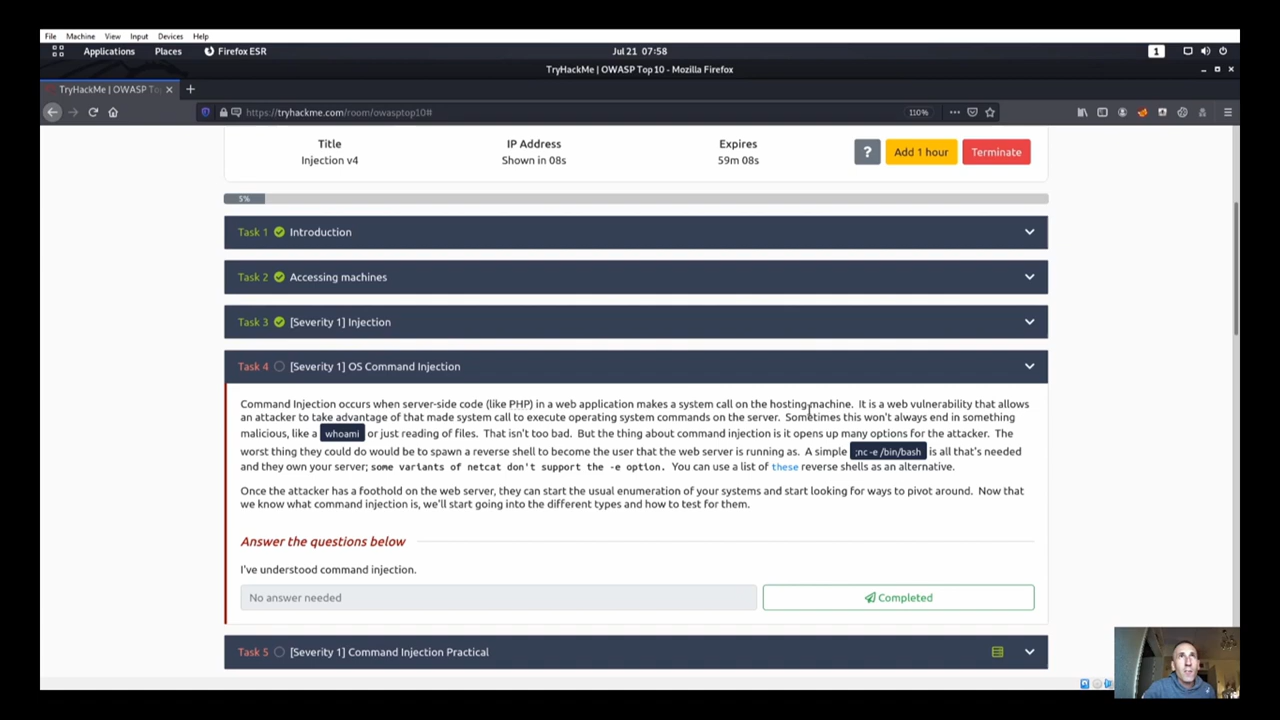 File Machine View Input Devices Help
Applications Places Firefox ESR Jul 21 07:58 1
TryHackMe | OWASP Top 10 - Mozilla Firefox
TryHackMe | OWASP To
https://tryhackme.com/room/owasptop10# 110%
Title IP Address Expires
Injection v4 Shown in 08s 59m 08s
? Add 1 hour Terminate
5%
Task 1 Introduction
Task 2 Accessing machines
Task 3 [Severity 1] Injection
Task 4 [Severity 1] OS Command Injection
Command Injection occurs when server-side code (like PHP) in a web application makes a system call on the hosting machine. It is a web vulnerability that allows
an attacker to take advantage of that made system call to execute operating system commands on the server. Sometimes this won't always end in something
malicious, like a whoami or just reading of files. That isn't too bad. But the thing about command injection is it opens up many options for the attacker. The
worst thing they could do would be to spawn a reverse shell to become the user that the web server is running as. A simple ;nc -e /bin/bash is all that's needed
and they own your server; some variants of netcat don't support the -e option. You can use a list of these reverse shells as an alternative.
Once the attacker has a foothold on the web server, they can start the usual enumeration of your systems and start looking for ways to pivot around. Now that
we know what command injection is, we'll start going into the different types and how to test for them.
Answer the questions below
I've understood command injection.
No answer needed Completed
Task 5 [Severity 1] Command Injection Practical